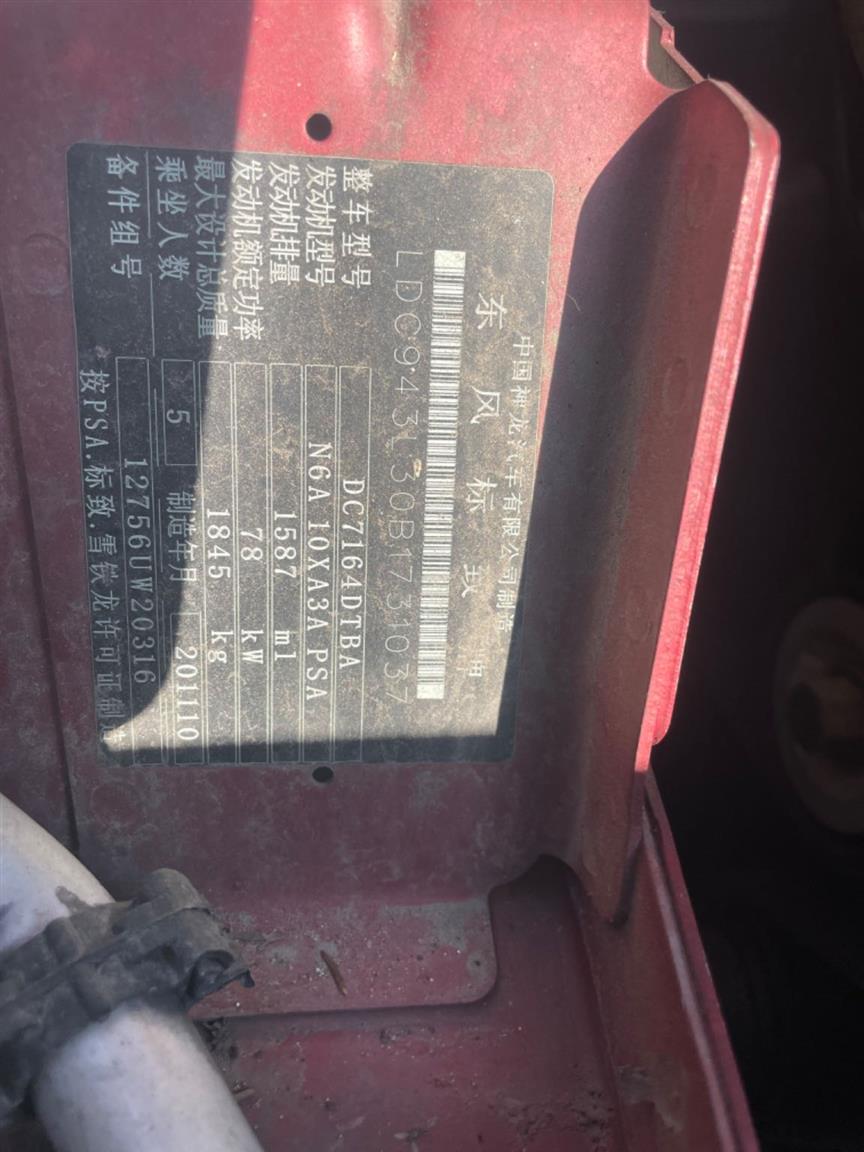 中国神龙汽车有限公司制造
东风标致牌
LDC943L30B1731037
整车型号 DC7164DTBA
发动机型号 N6A 10XA3A PSA
发动机排量 1587 ml
发动机额定功率 78 kW
最大设计总质量 1845 kg
乘坐人数 5 制造年月 201110
备件组号 12756UW20316
按PSA.标致.雪铁龙许可证制造